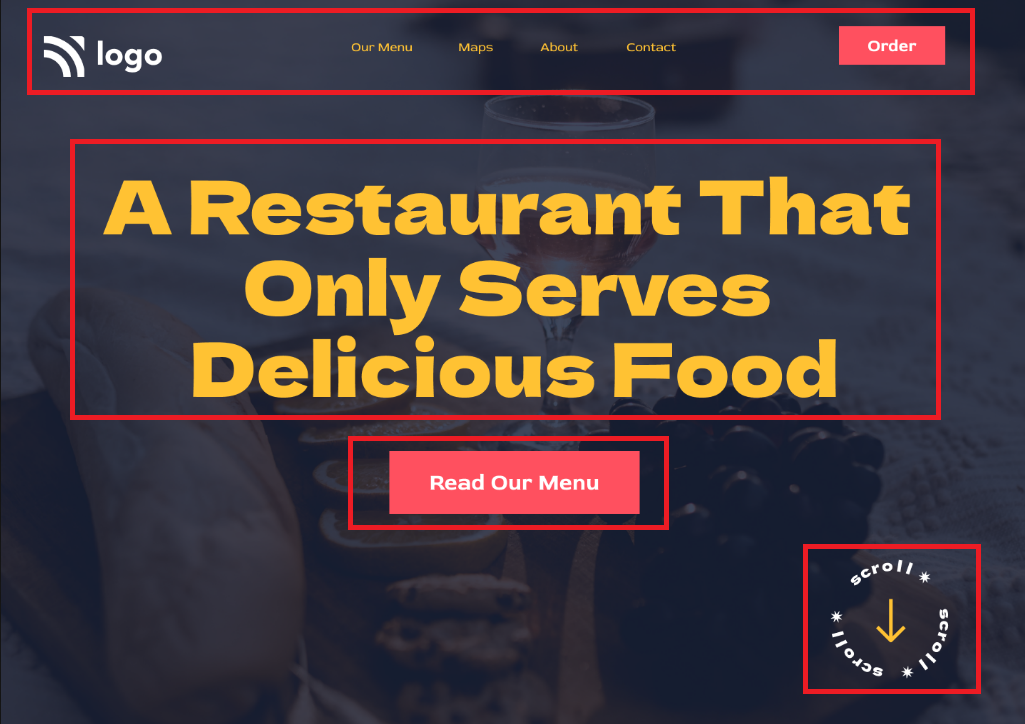 logo
Our Menu Maps About Contact
Order
A Restaurant That
Only Serves
Delicious Food
Read Our Menu
scroll ✷ scroll ✷ scroll ✷